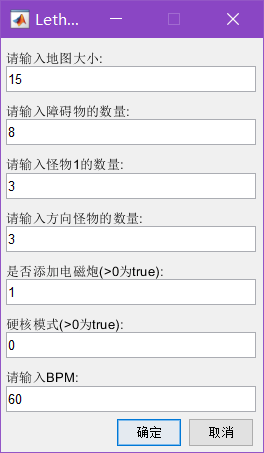 Leth...
请输入地图大小:
15
请输入障碍物的数量:
8
请输入怪物1的数量:
3
请输入方向怪物的数量:
3
是否添加电磁炮(>0为true):
1
硬核模式(>0为true):
0
请输入BPM:
60
确定 取消